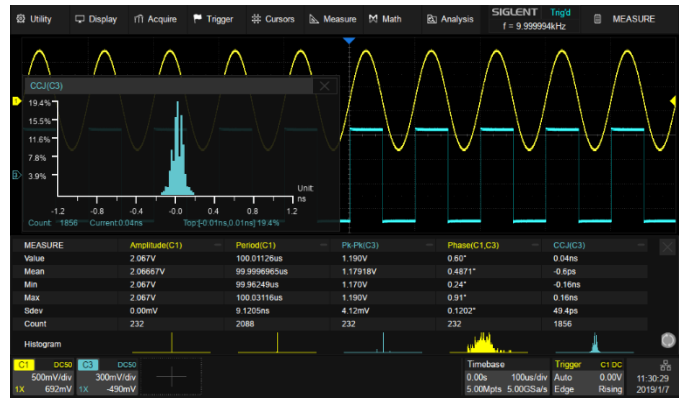 Utility Display Acquire Trigger Cursors Measure Math Analysis SIGLENT Trig'd MEASURE
f = 9.999994kHz
CCJ(C3)
19.4%
15.5%
11.6%
7.8%
3.9%
Unit:
ns
-1.2 -0.8 -0.4 -0.0 0.4 0.8 1.2
Count: 1856 Current:0.04ns Top:[-0.01ns,0.01ns] 19.4%
1
3
MEASURE Amplitude(C1) Period(C1) Pk-Pk(C3) Phase(C1,C3) CCJ(C3)
Value 2.067V 100.01126us 1.190V 0.60° 0.04ns
Mean 2.06667V 99.9996965us 1.17918V 0.4871° -0.6ps
Min 2.067V 99.96249us 1.170V 0.24° -0.16ns
Max 2.067V 100.03116us 1.190V 0.91° 0.16ns
Sdev 0.00mV 9.1205ns 4.12mV 0.1202° 49.4ps
Count 232 2088 232 232 1856
Histogram
C1 DC50 C3 DC50 Timebase Trigger C1 DC
500mV/div 300mV/div 0.00s 100us/div Auto 0.00V 11:30:29
1X 692mV 1X -490mV 5.00Mpts 5.00GSa/s Edge Rising 2019/1/7